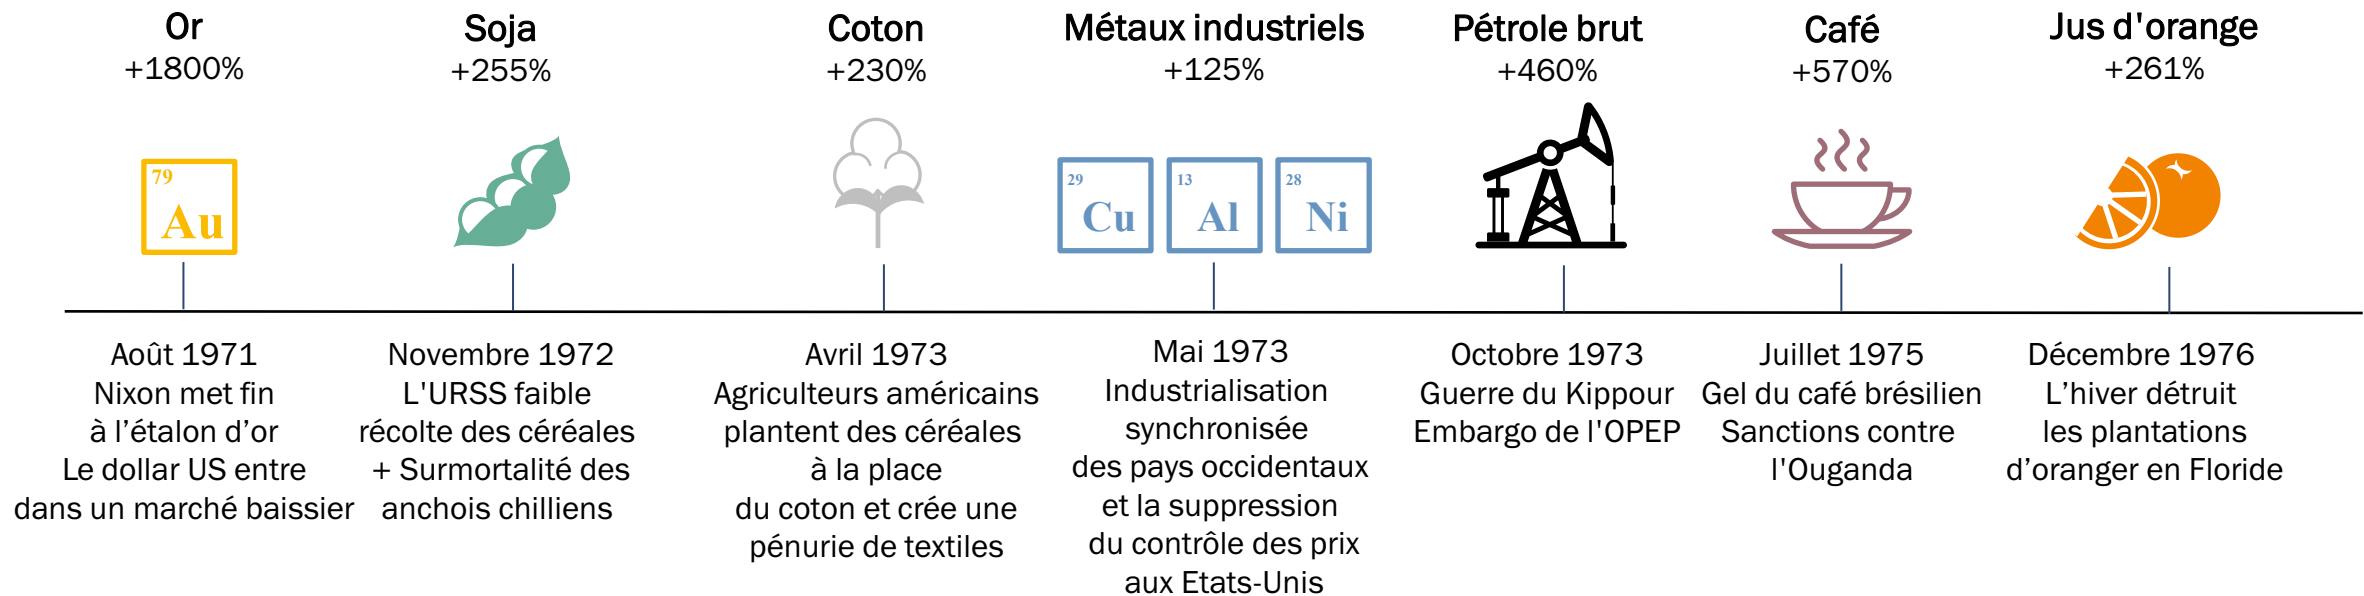 Or
+1800%
79
Au
Août 1971
Nixon met fin
à l’étalon d’or
Le dollar US entre
dans un marché baissier
Soja
+255%
Novembre 1972
L'URSS faible
récolte des céréales
+ Surmortalité des
anchois chilliens
Coton
+230%
Avril 1973
Agriculteurs américains
plantent des céréales
à la place
du coton et crée une
pénurie de textiles
Métaux industriels
+125%
29
Cu
13
Al
28
Ni
Mai 1973
Industrialisation
synchronisée
des pays occidentaux
et la suppression
du contrôle des prix
aux Etats-Unis
Pétrole brut
+460%
Octobre 1973
Guerre du Kippour
Embargo de l'OPEP
Café
+570%
Juillet 1975
Gel du café brésilien
Sanctions contre
l'Ouganda
Jus d'orange
+261%
Décembre 1976
L’hiver détruit
les plantations
d’oranger en Floride